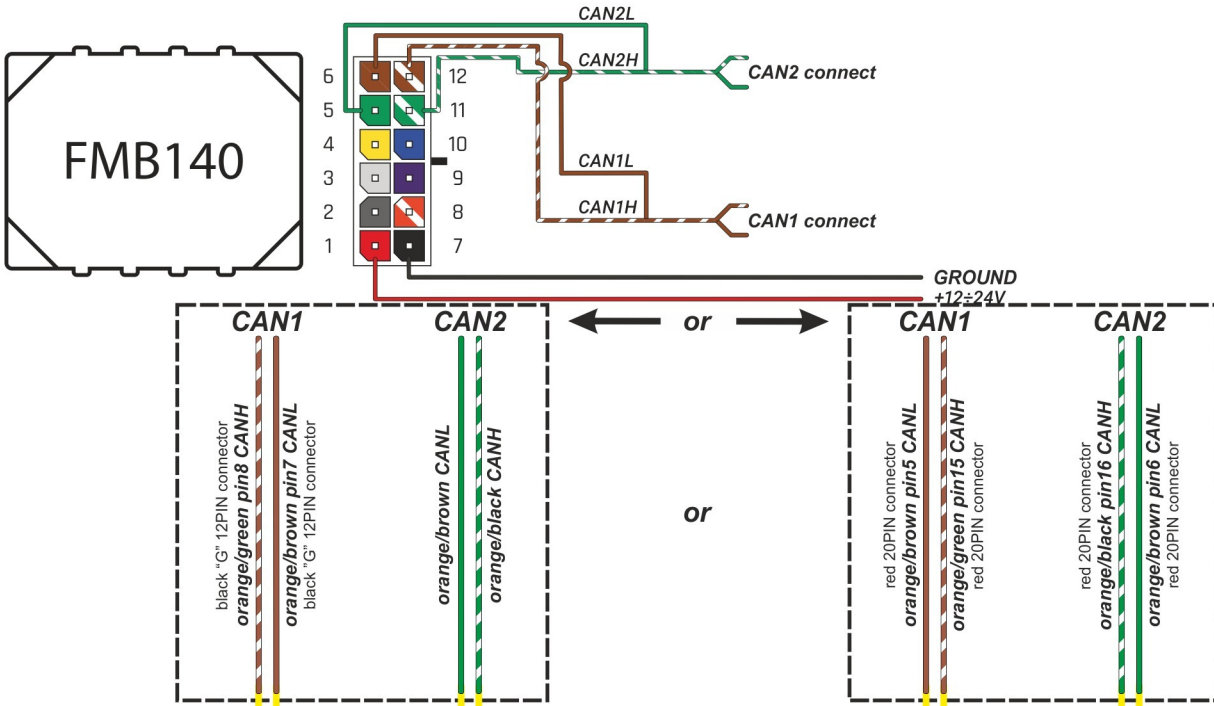 FMB140
6
5
4
3
2
1
12
11
10
9
8
7
CAN2L
CAN2H
CAN2 connect
CAN1L
CAN1H
CAN1 connect
GROUND
+12÷24V
CAN1
CAN2
or
CAN1
CAN2
black “G” 12PIN connector
orange/green pin8 CANH
orange/brown pin7 CANL
black ”G” 12PIN connector
orange/brown CANL
orange/black CANH
or
red 20PIN connector
orange/brown pin5 CANL
orange/green pin15 CANH
red 20PIN connector
red 20PIN connector
orange/black pin16 CANH
orange/brown pin6 CANL
red 20PIN connector